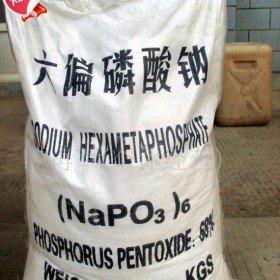 六偏磷酸钠
SODIUM HEXAMETAPHOSPHATE
(NaPO3)6
PHOSPHORUS PENTOXIDE: 68%
KGS